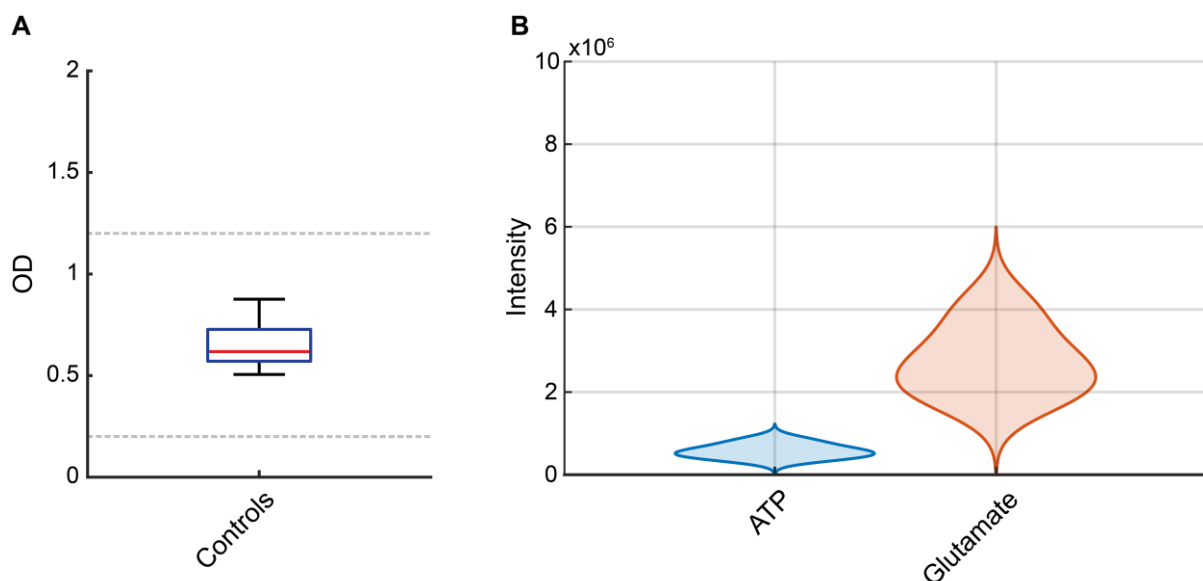 A
B
2
1.5
1
0.5
0
OD
Controls
x10⁶
10
8
6
4
2
0
Intensity
ATP
Glutamate